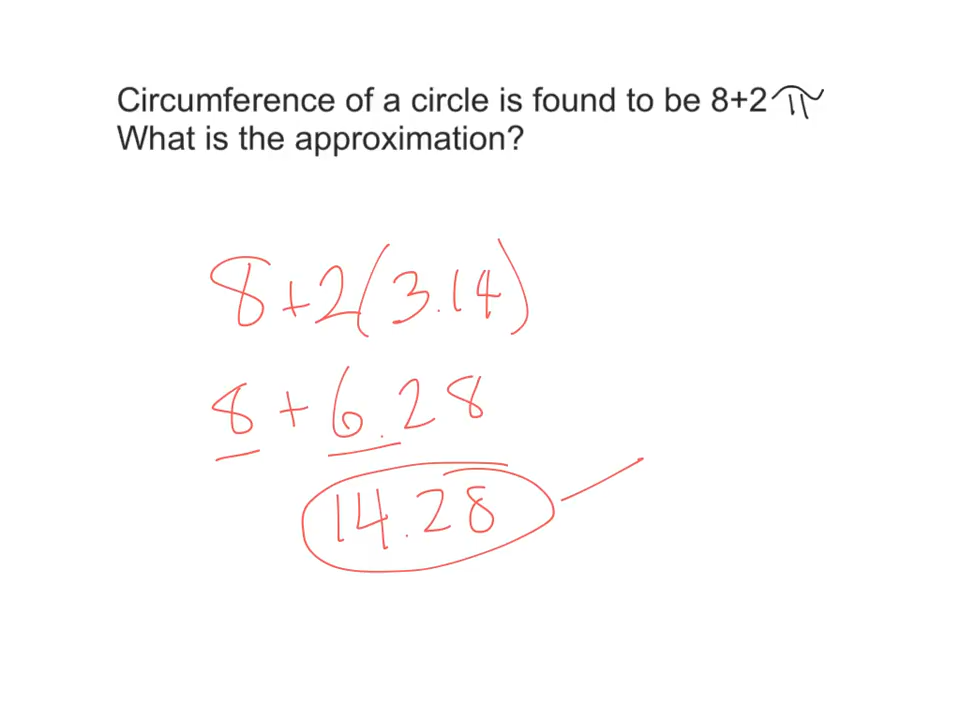 Circumference of a circle is found to be 8+2π
What is the approximation?
8+2(3.14)
8+6.28
14.28